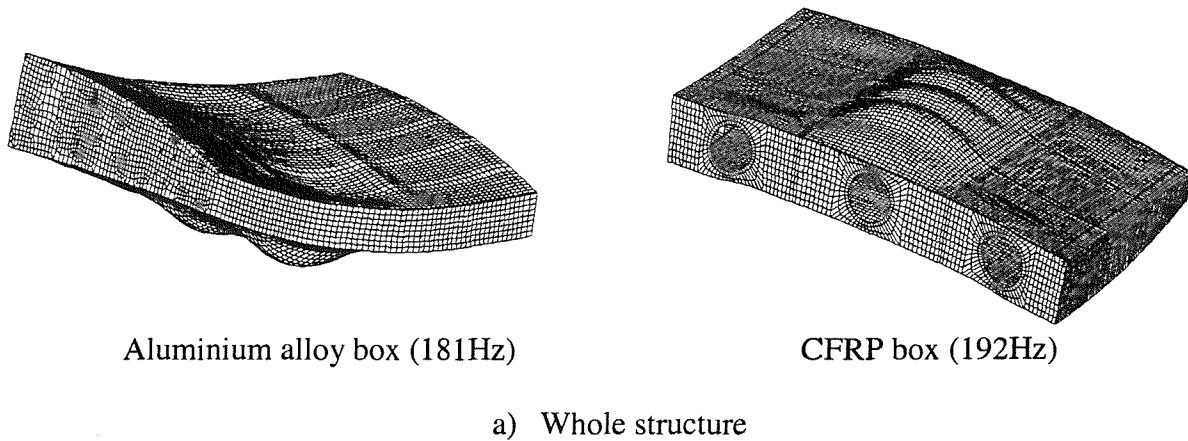 Aluminium alloy box (181Hz) CFRP box (192Hz)
a) Whole structure